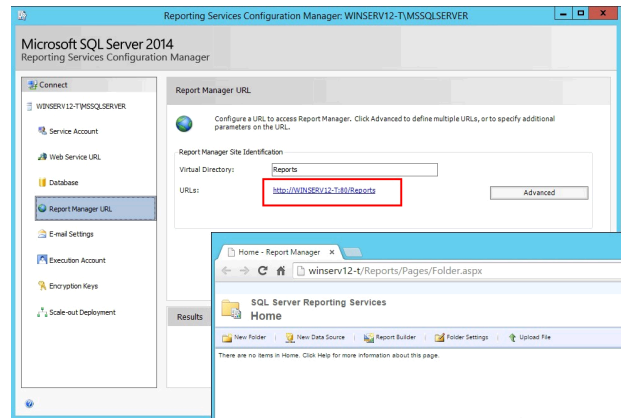 Reporting Services Configuration Manager: WINSERV12-T\MSSQLSERVER
Microsoft SQL Server 2014
Reporting Services Configuration Manager
Connect
WINSERV12-T\MSSQLSERVER
Service Account
Web Service URL
Database
Report Manager URL
E-mail Settings
Execution Account
Encryption Keys
Scale-out Deployment
Report Manager URL
Configure a URL to access Report Manager. Click Advanced to define multiple URLs, or to specify additional
parameters on the URL.
Report Manager Site Identification
Virtual Directory: Reports
URLs: http://WINSERV12-T:80/Reports
Advanced
Results
Home - Report Manager
winserv12-t/Reports/Pages/Folder.aspx
SQL Server Reporting Services
Home
New Folder New Data Source Report Builder Folder Settings Upload File
There are no items in Home. Click Help for more information about this page.